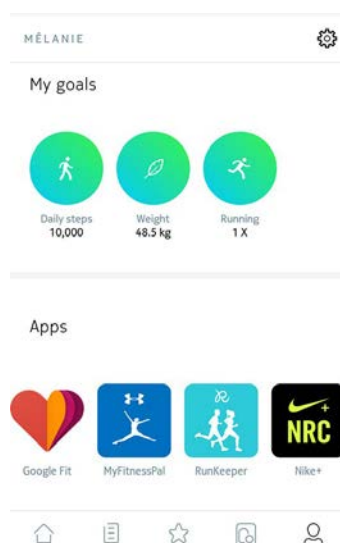 MÉLANIE
My goals
Daily steps
10,000
Weight
48.5 kg
Running
1 X
Apps
NRC
Google Fit
MyFitnessPal
RunKeeper
Nike+